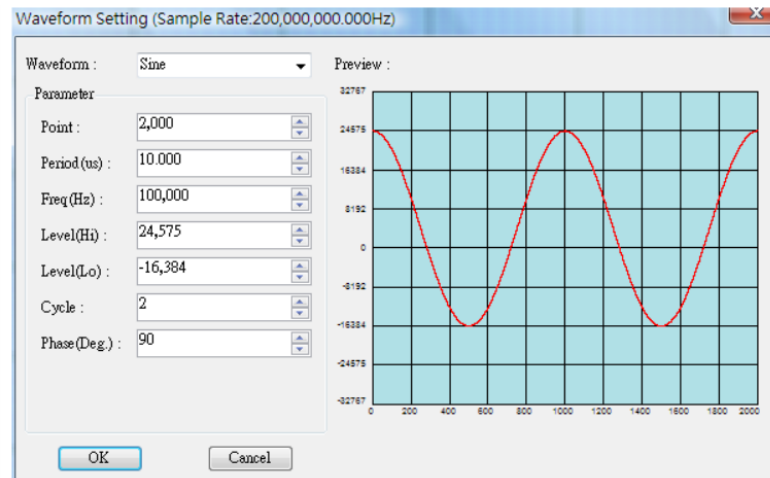 Waveform Setting (Sample Rate:200,000,000.000Hz)
Waveform :
Sine
Preview :
Parameter
Point :
2,000
Period(us) :
10.000
Freq(Hz) :
100,000
Level(Hi) :
24,575
Level(Lo) :
-16,384
Cycle :
2
Phase(Deg.) :
90
OK
Cancel
32767
24575
16384
8192
0
-8192
-16384
-24575
-32767
0 200 400 600 800 1000 1200 1400 1600 1800 2000